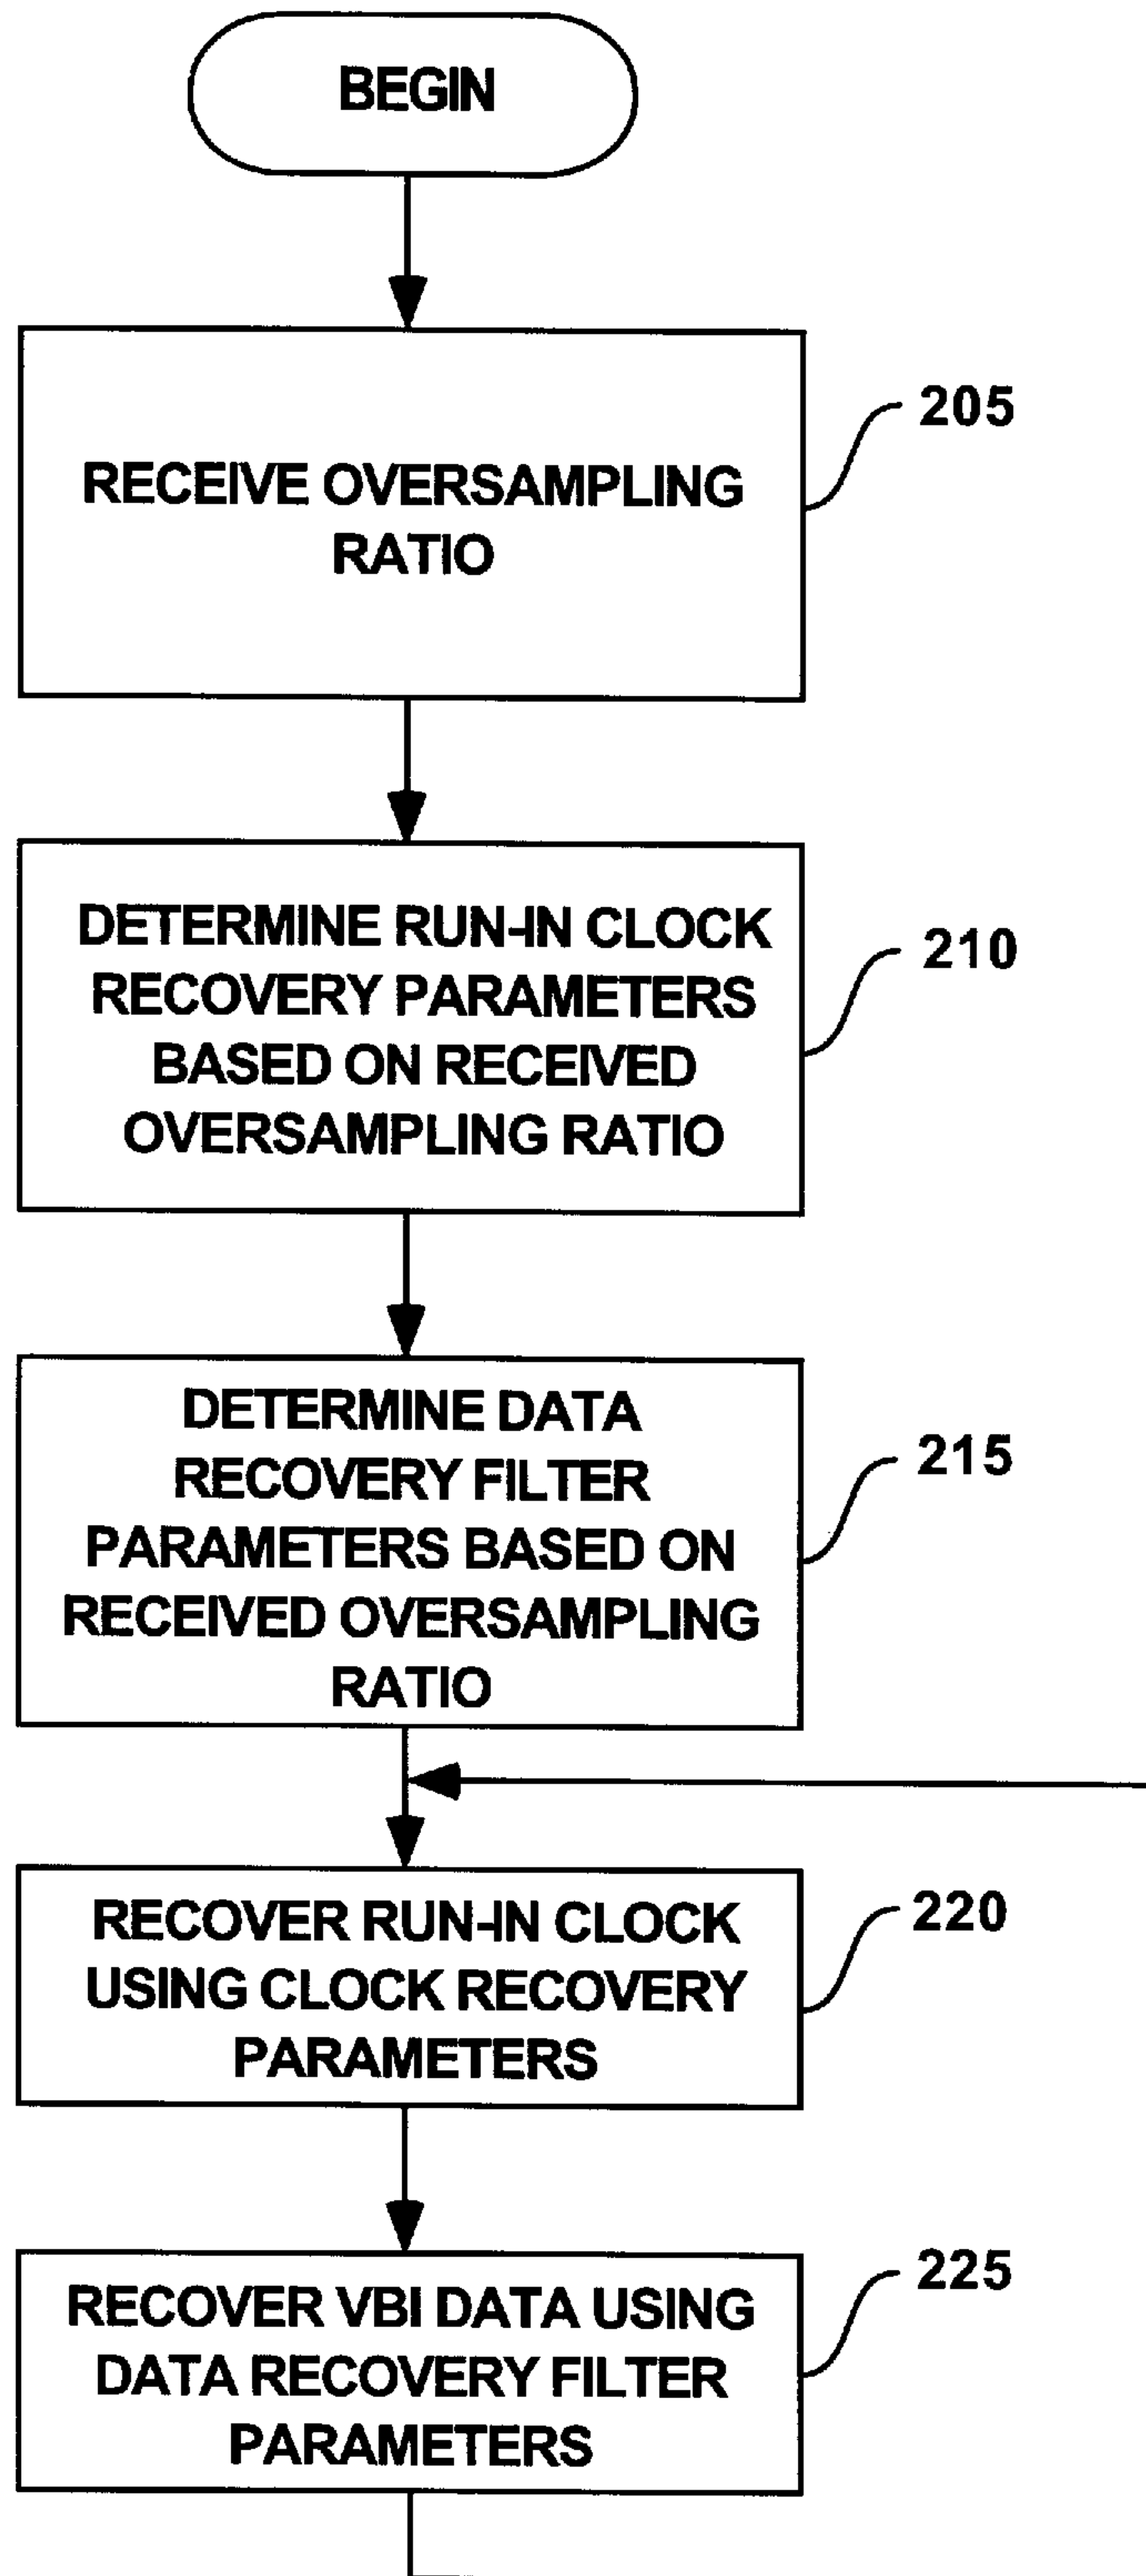 BEGIN
RECEIVE OVERSAMPLING
RATIO
205
DETERMINE RUN-IN CLOCK
RECOVERY PARAMETERS
BASED ON RECEIVED
OVERSAMPLING RATIO
210
DETERMINE DATA
RECOVERY FILTER
PARAMETERS BASED ON
RECEIVED OVERSAMPLING
RATIO
215
RECOVER RUN-IN CLOCK
USING CLOCK RECOVERY
PARAMETERS
220
RECOVER VBI DATA USING
DATA RECOVERY FILTER
PARAMETERS
225